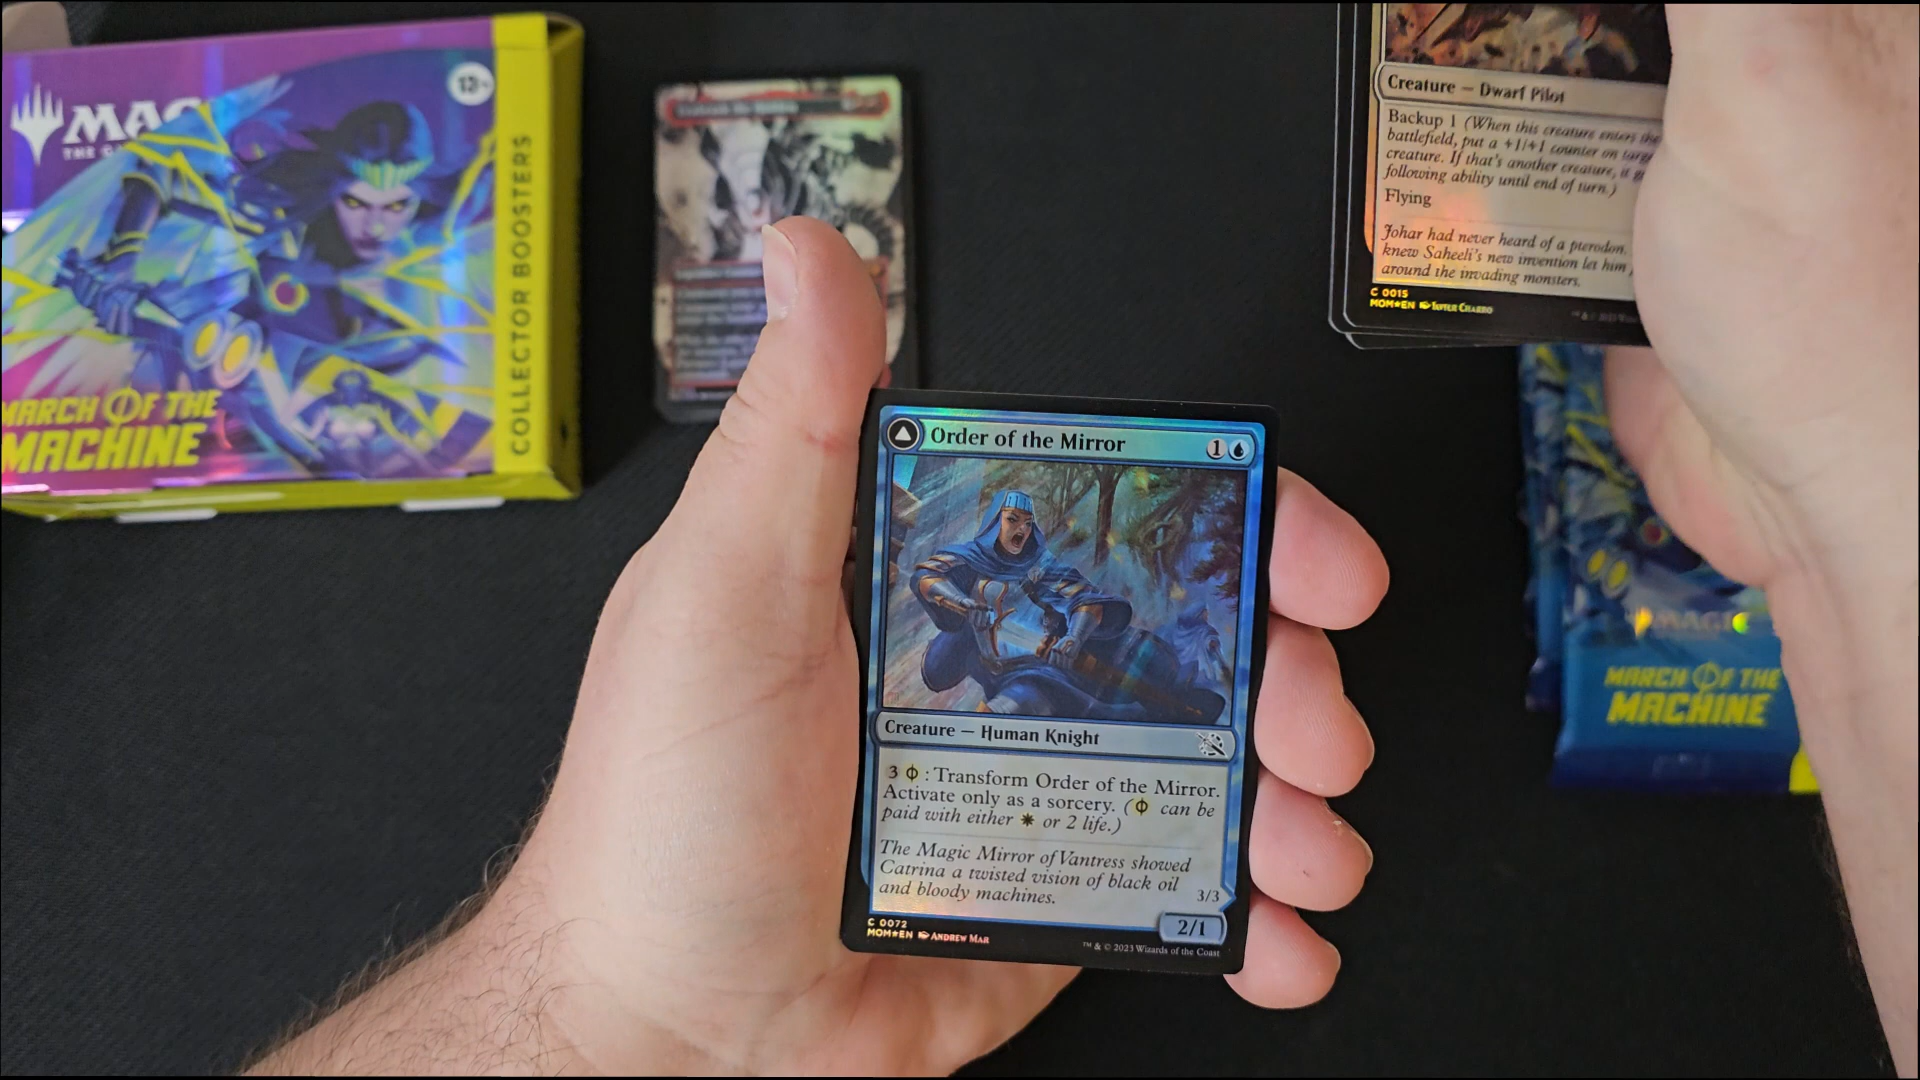 MAG
THE G
13+
COLLECTOR BOOSTERS
MARCH OF THE
MACHINE
Creature — Dwarf Pilot
Backup 1 (When this creature enters the
battlefield, put a +1/+1 counter on
creature. If that's another creature, it
following ability until end of turn.)
Flying
Johar had never heard of a pterodon.
knew Saheeli's new invention let him
around the invading monsters.
C 0015
MOM★EN
™ & © 2023
Order of the Mirror
1
Creature — Human Knight
3 : Transform Order of the Mirror.
Activate only as a sorcery. ( can be
paid with either or 2 life.)
The Magic Mirror of Vantress showed
Catrina a twisted vision of black oil
and bloody machines.
3/3
2/1
C 0072
MOM★EN ANDREW MAR
™ & © 2023 Wizards of the Coast
MAGIC
MARCH OF THE
MACHINE